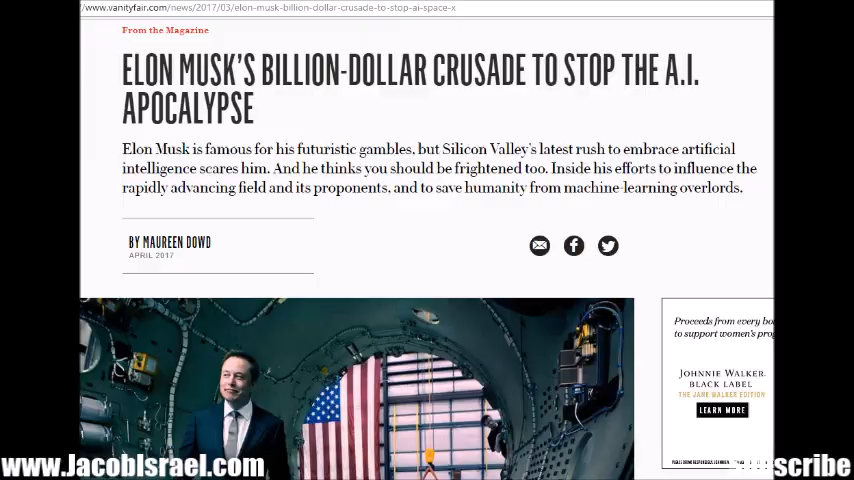 /www.vanityfair.com/news/2017/03/elon-musk-billion-dollar-crusade-to-stop-ai-space-x
From the Magazine
ELON MUSK'S BILLION-DOLLAR CRUSADE TO STOP THE A.I.
APOCALYPSE
Elon Musk is famous for his futuristic gambles, but Silicon Valley's latest rush to embrace artificial
intelligence scares him. And he thinks you should be frightened too. Inside his efforts to influence the
rapidly advancing field and its proponents, and to save humanity from machine-learning overlords.
BY MAUREEN DOWD
APRIL 2017
Proceeds from every bo
to support women's prog
JOHNNIE WALKER.
BLACK LABEL
THE JANE WALKER EDITION
LEARN MORE
www.JacobIsrael.com
scribe